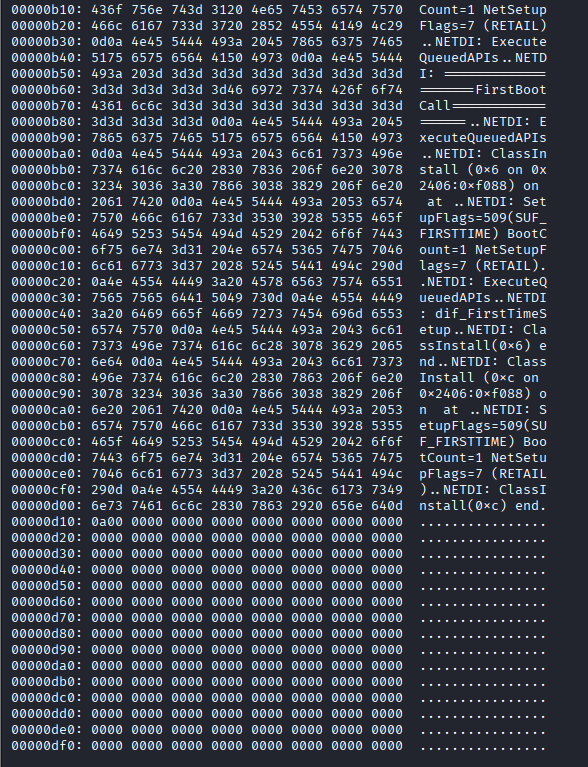 00000b10: 436f 756e 743d 3120 4e65 7453 6574 7570  Count=1 NetSetup
00000b20: 466c 6167 733d 3720 2852 4554 4149 4c29  Flags=7 (RETAIL)
00000b30: 0d0a 4e45 5444 493a 2045 7865 6375 7465  ..NETDI: Execute
00000b40: 5175 6575 6564 4150 4973 0d0a 4e45 5444  QueuedAPIs..NETD
00000b50: 493a 203d 3d3d 3d3d 3d3d 3d3d 3d3d 3d3d  I: =============
00000b60: 3d3d 3d3d 3d3d 3d46 6972 7374 426f 6f74  =======FirstBoot
00000b70: 4361 6c6c 3d3d 3d3d 3d3d 3d3d 3d3d 3d3d  Call============
00000b80: 3d3d 3d3d 3d3d 0d0a 4e45 5444 493a 2045  ======..NETDI: E
00000b90: 7865 6375 7465 5175 6575 6564 4150 4973  xecuteQueuedAPIs
00000ba0: 0d0a 4e45 5444 493a 2043 6c61 7373 496e  ..NETDI: ClassIn
00000bb0: 7374 616c 6c20 2830 7836 206f 6e20 3078  stall (0x6 on 0x
00000bc0: 3234 3036 3a30 7866 3038 3829 206f 6e20  2406:0xf088) on 
00000bd0: 2061 7420 0d0a 4e45 5444 493a 2053 6574   at ..NETDI: Set
00000be0: 7570 466c 6167 733d 3530 3928 5355 465f  upFlags=509(SUF_
00000bf0: 4649 5253 5454 494d 4529 2042 6f6f 7443  FIRSTTIME) BootC
00000c00: 6f75 6e74 3d31 204e 6574 5365 7475 7046  ount=1 NetSetupF
00000c10: 6c61 6773 3d37 2028 5245 5441 494c 290d  lags=7 (RETAIL).
00000c20: 0a4e 4554 4449 3a20 4578 6563 7574 6551  .NETDI: ExecuteQ
00000c30: 7565 7565 6441 5049 730d 0a4e 4554 4449  ueuedAPIs..NETDI
00000c40: 3a20 6469 665f 4669 7273 7454 696d 6553  : dif_FirstTimeS
00000c50: 6574 7570 0d0a 4e45 5444 493a 2043 6c61  etup..NETDI: Cla
00000c60: 7373 496e 7374 616c 6c28 3078 3629 2065  ssInstall(0x6) e
00000c70: 6e64 0d0a 4e45 5444 493a 2043 6c61 7373  nd..NETDI: Class
00000c80: 496e 7374 616c 6c20 2830 7863 206f 6e20  Install (0xc on 
00000c90: 3078 3234 3036 3a30 7866 3038 3829 206f  0x2406:0xf088) o
00000ca0: 6e20 2061 7420 0d0a 4e45 5444 493a 2053  n  at ..NETDI: S
00000cb0: 6574 7570 466c 6167 733d 3530 3928 5355  etupFlags=509(SU
00000cc0: 465f 4649 5253 5454 494d 4529 2042 6f6f  F_FIRSTTIME) Boo
00000cd0: 7443 6f75 6e74 3d31 204e 6574 5365 7475  tCount=1 NetSetu
00000ce0: 7046 6c61 6773 3d37 2028 5245 5441 494c  pFlags=7 (RETAIL
00000cf0: 290d 0a4e 4554 4449 3a20 436c 6173 7349  )..NETDI: ClassI
00000d00: 6e73 7461 6c6c 2830 7863 2920 656e 640d  nstall(0xc) end.
00000d10: 0a00 0000 0000 0000 0000 0000 0000 0000  ................
00000d20: 0000 0000 0000 0000 0000 0000 0000 0000  ................
00000d30: 0000 0000 0000 0000 0000 0000 0000 0000  ................
00000d40: 0000 0000 0000 0000 0000 0000 0000 0000  ................
00000d50: 0000 0000 0000 0000 0000 0000 0000 0000  ................
00000d60: 0000 0000 0000 0000 0000 0000 0000 0000  ................
00000d70: 0000 0000 0000 0000 0000 0000 0000 0000  ................
00000d80: 0000 0000 0000 0000 0000 0000 0000 0000  ................
00000d90: 0000 0000 0000 0000 0000 0000 0000 0000  ................
00000da0: 0000 0000 0000 0000 0000 0000 0000 0000  ................
00000db0: 0000 0000 0000 0000 0000 0000 0000 0000  ................
00000dc0: 0000 0000 0000 0000 0000 0000 0000 0000  ................
00000dd0: 0000 0000 0000 0000 0000 0000 0000 0000  ................
00000de0: 0000 0000 0000 0000 0000 0000 0000 0000  ................
00000df0: 0000 0000 0000 0000 0000 0000 0000 0000  ................